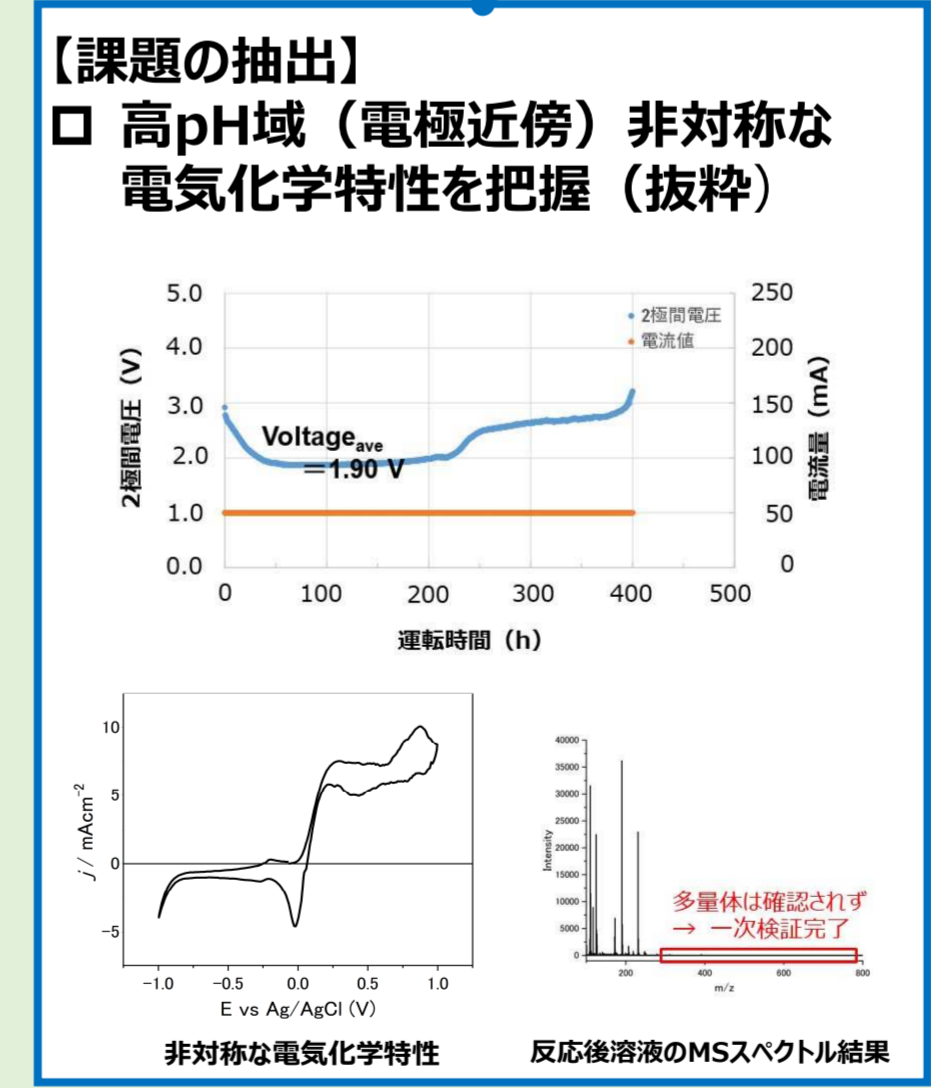 【課題の抽出】
□ 高pH域（電極近傍）非対称な
電気化学特性を把握（抜粋）
5.0
4.0
3.0
2.0
1.0
0.0
2極間電圧（V）
250
200
150
100
50
0
電流量（mA）
2極間電圧
電流値
Voltageave
＝1.90 V
0 100 200 300 400 500
運転時間（h）
10
5
0
−5
j / mAcm-2
−1.0 −0.5 0.0 0.5 1.0
E vs Ag/AgCl (V)
非対称な電気化学特性
40000
35000
30000
25000
20000
15000
10000
5000
0
Intensity
多量体は確認されず
→ 一次検証完了
200 400 600 800
m/z
反応後溶液のMSスペクトル結果